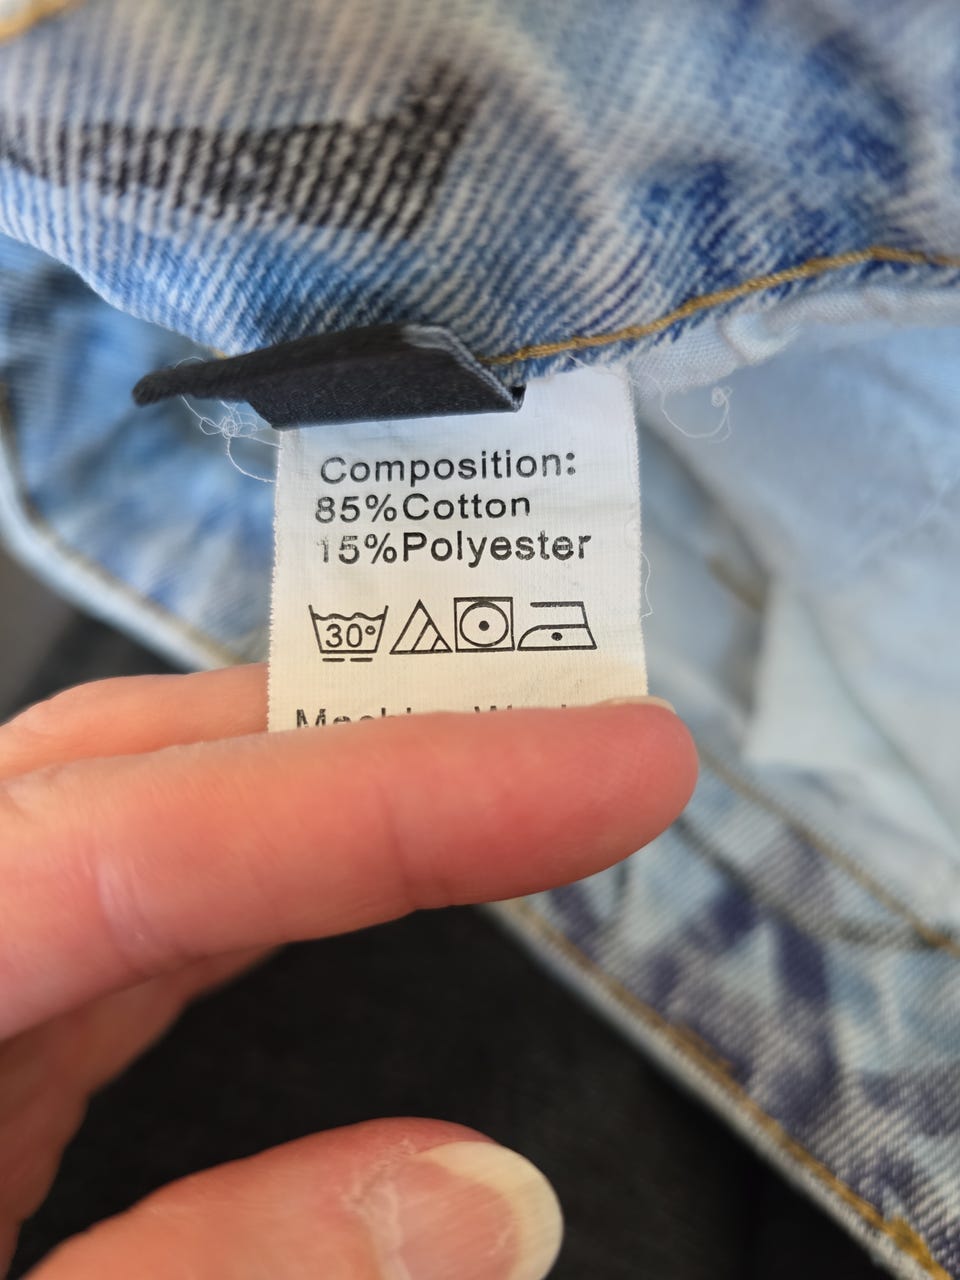 Composition:
85%Cotton
15%Polyester
30°